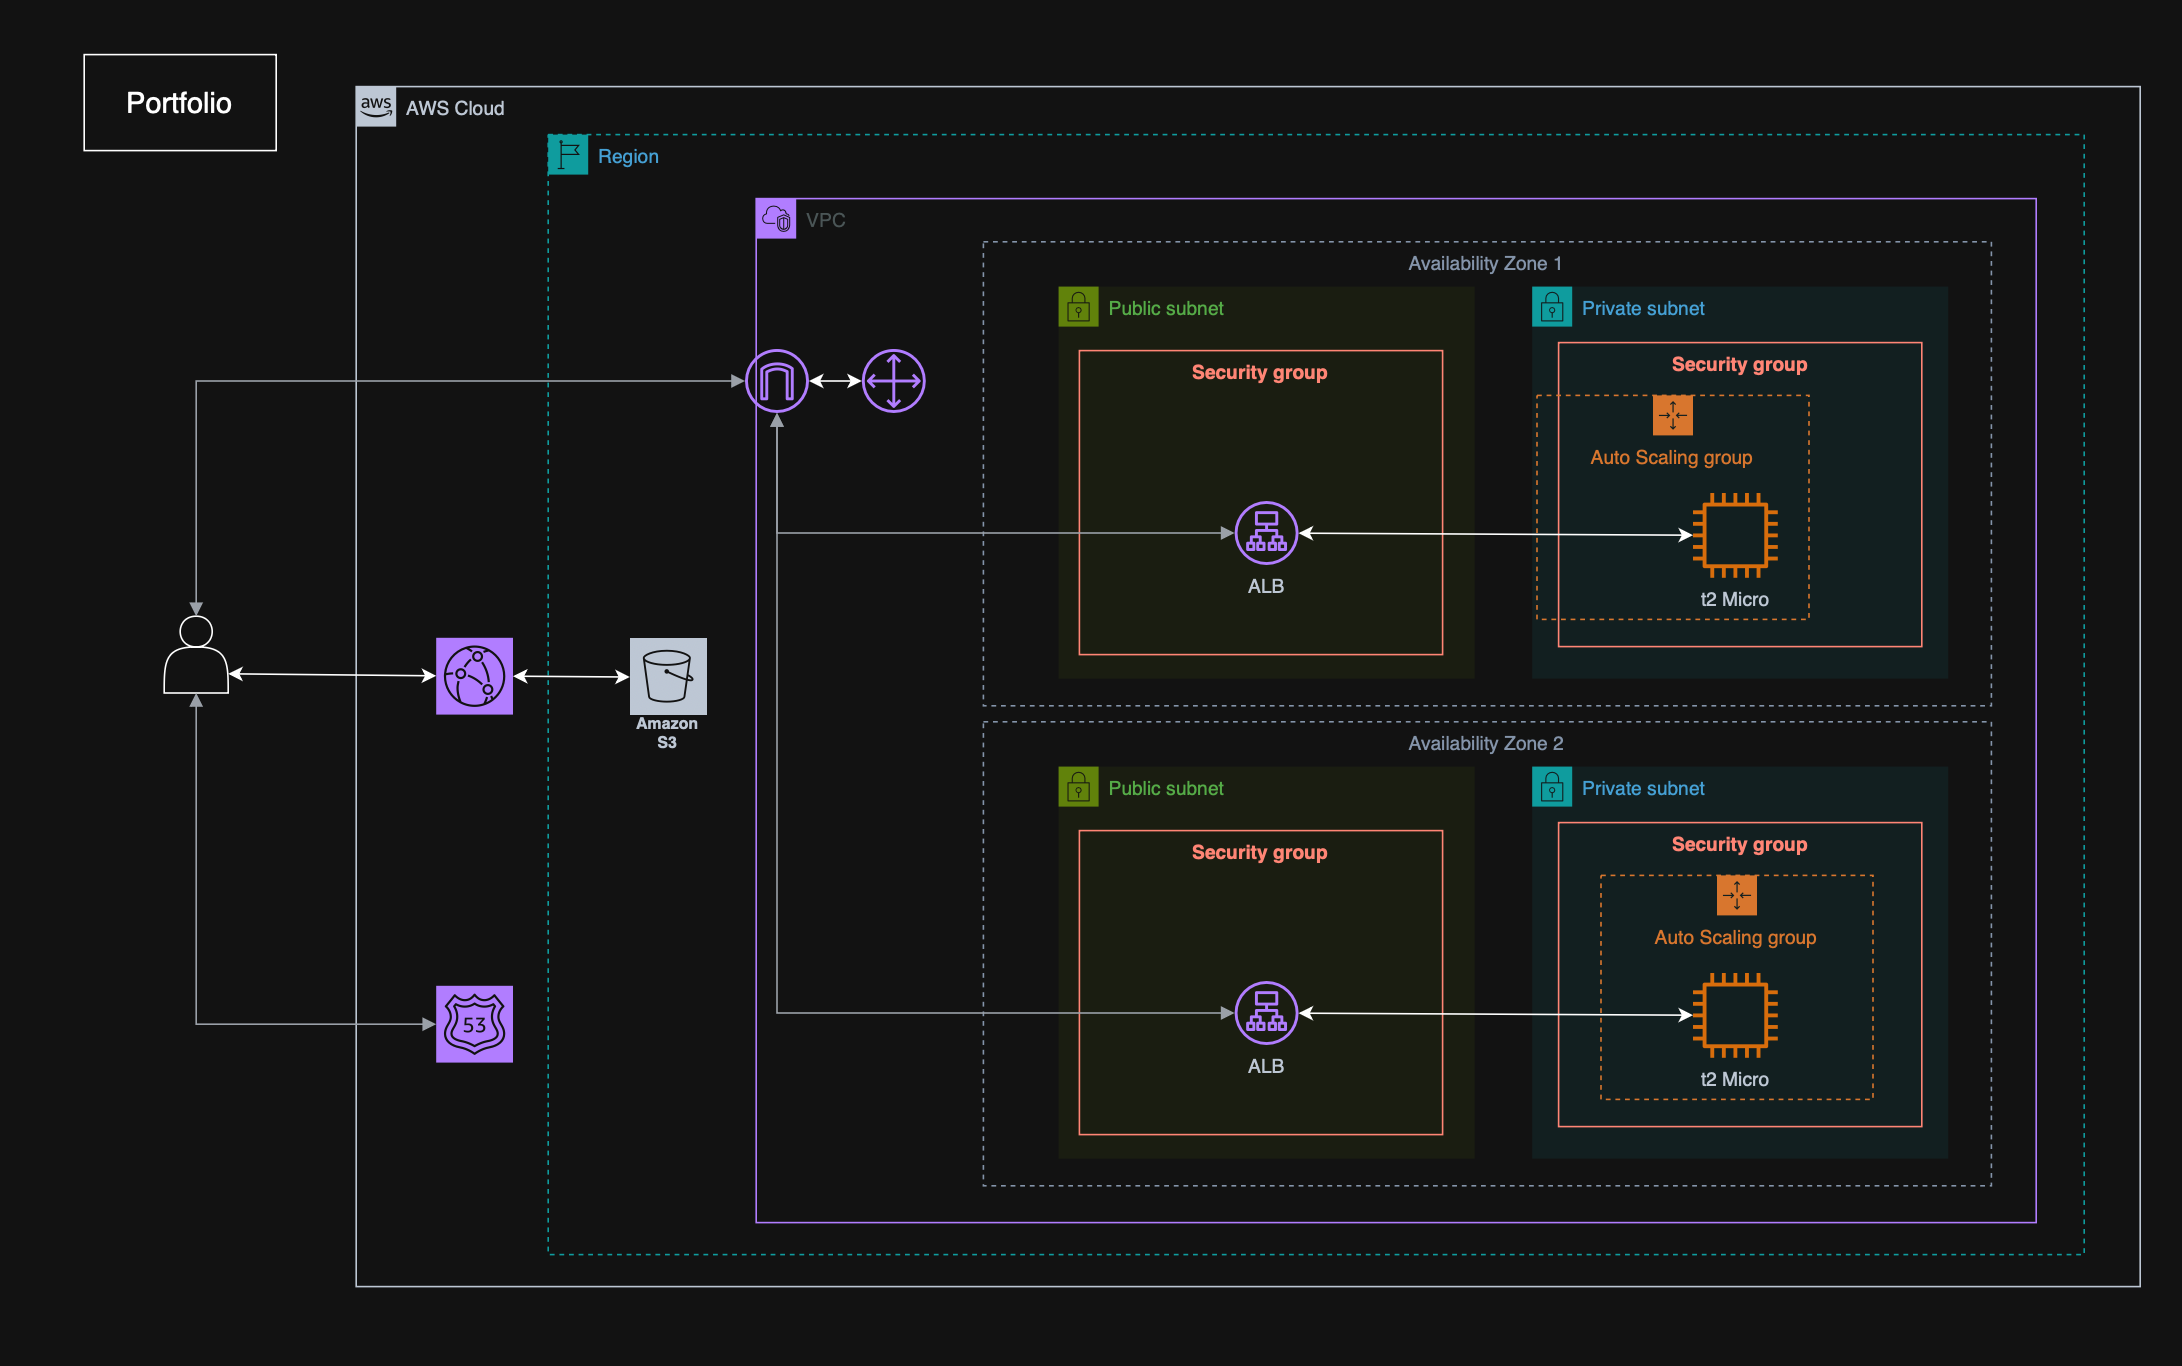 Portfolio
aws
AWS Cloud
Region
VPC
Availability Zone 1
Public subnet
Private subnet
Security group
Security group
Auto Scaling group
ALB
t2 Micro
Amazon
S3
Availability Zone 2
Public subnet
Private subnet
Security group
Security group
Auto Scaling group
53
ALB
t2 Micro